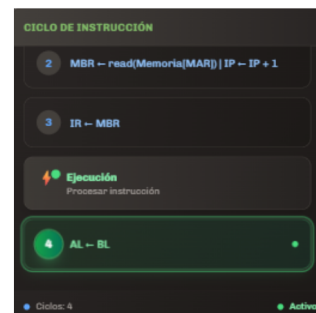 CICLO DE INSTRUCCIÓN
2 MBR ← read(Memoria[MAR]) | IP ← IP + 1
3 IR ← MBR
Ejecución
Procesar instrucción
4 AL ← BL
Ciclos: 4 Activo